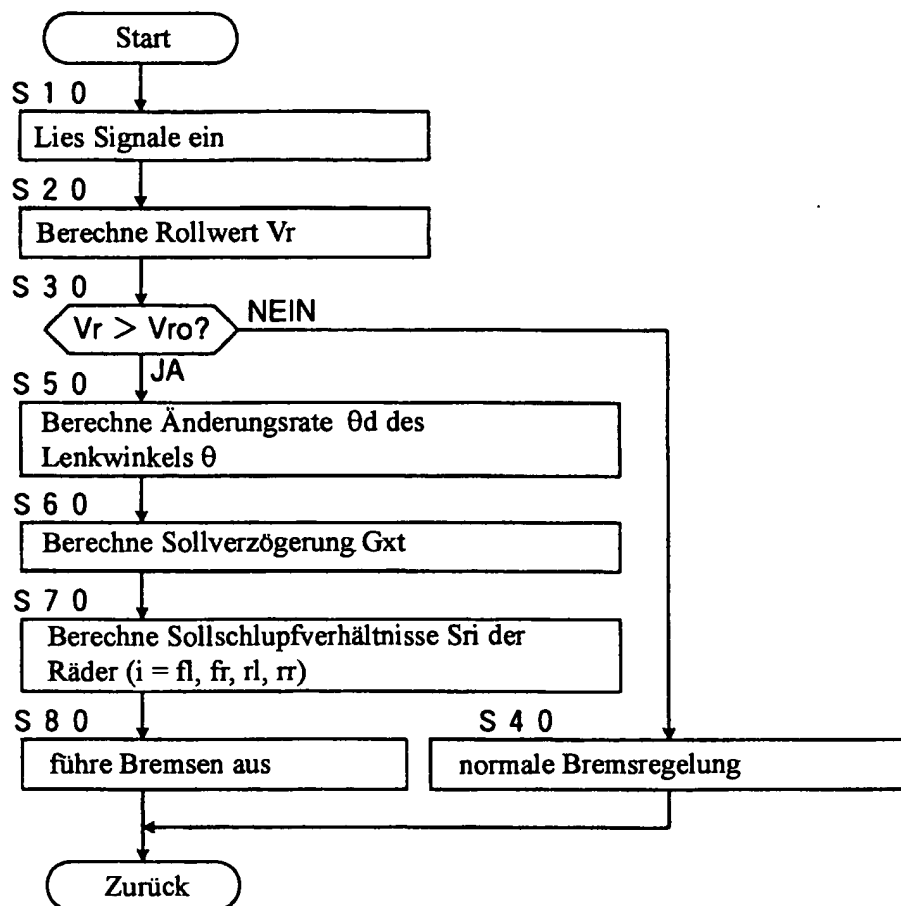 Start
S 1 0
Lies Signale ein
S 2 0
Berechne Rollwert Vr
S 3 0
Vr > Vro?
NEIN
JA
S 5 0
Berechne Änderungsrate θd des
Lenkwinkels θ
S 6 0
Berechne Sollverzögerung Gxt
S 7 0
Berechne Sollschlupfverhältnisse Sri der
Räder (i = fl, fr, rl, rr)
S 8 0
führe Bremsen aus
S 4 0
normale Bremsregelung
Zurück